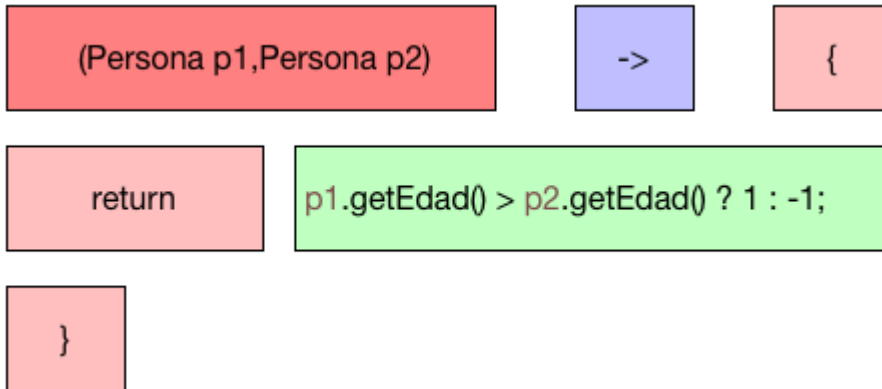 (Persona p1,Persona p2) -> {
return p1.getEdad() > p2.getEdad() ? 1 : -1;
}